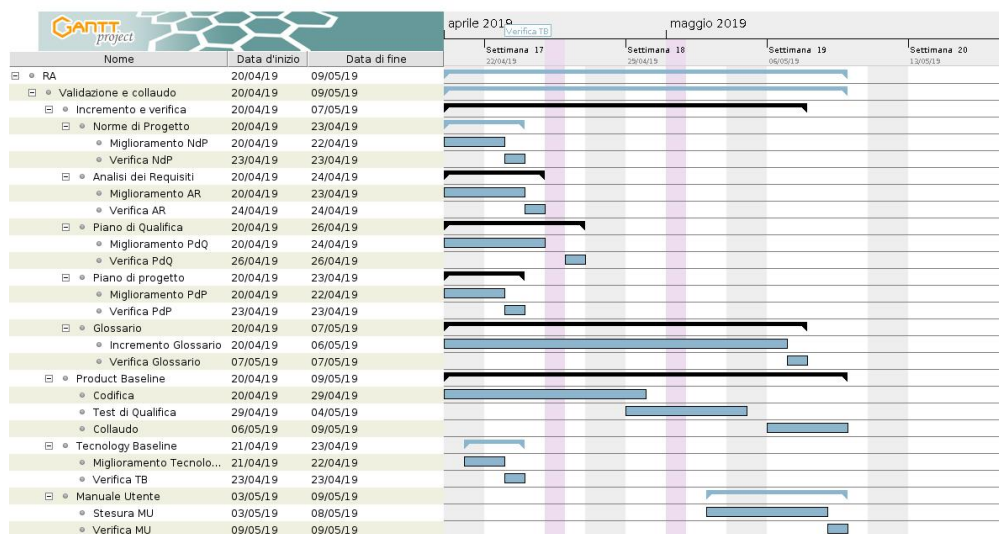 GANTT project
aprile 2019 maggio 2019
Verifica TB
Settimana 17 Settimana 18 Settimana 19 Settimana 20
22/04/19 29/04/19 06/05/19 13/05/19
Nome Data d'inizio Data di fine
RA 20/04/19 09/05/19
Validazione e collaudo 20/04/19 09/05/19
Incremento e verifica 20/04/19 07/05/19
Norme di Progetto 20/04/19 23/04/19
Miglioramento NdP 20/04/19 22/04/19
Verifica NdP 23/04/19 23/04/19
Analisi dei Requisiti 20/04/19 24/04/19
Miglioramento AR 20/04/19 23/04/19
Verifica AR 24/04/19 24/04/19
Piano di Qualifica 20/04/19 26/04/19
Miglioramento PdQ 20/04/19 24/04/19
Verifica PdQ 26/04/19 26/04/19
Piano di progetto 20/04/19 23/04/19
Miglioramento PdP 20/04/19 22/04/19
Verifica PdP 23/04/19 23/04/19
Glossario 20/04/19 07/05/19
Incremento Glossario 20/04/19 06/05/19
Verifica Glossario 07/05/19 07/05/19
Product Baseline 20/04/19 09/05/19
Codifica 20/04/19 29/04/19
Test di Qualifica 29/04/19 04/05/19
Collaudo 06/05/19 09/05/19
Tecnology Baseline 21/04/19 23/04/19
Miglioramento Tecnolo... 21/04/19 22/04/19
Verifica TB 23/04/19 23/04/19
Manuale Utente 03/05/19 09/05/19
Stesura MU 03/05/19 08/05/19
Verifica MU 09/05/19 09/05/19